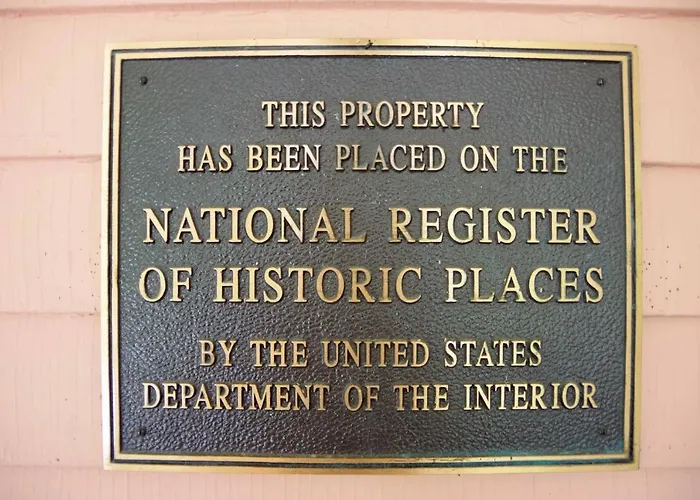 THIS PROPERTY
HAS BEEN PLACED ON THE
NATIONAL REGISTER
OF HISTORIC PLACES
BY THE UNITED STATES
DEPARTMENT OF THE INTERIOR